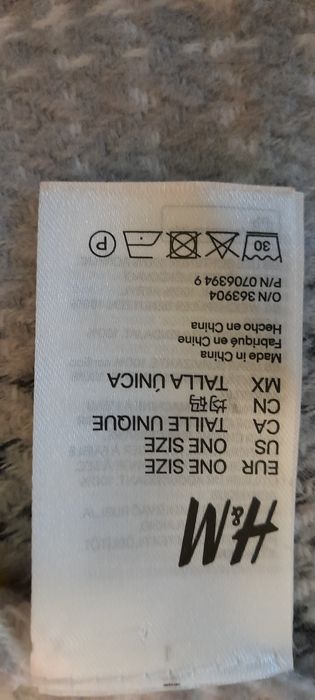 H&M
EUR ONE SIZE
US ONE SIZE
CA TAILLE UNIQUE
CN 均码
MX TALLA ÚNICA
Made in China
Fabriqué en Chine
Hecho en China
O/N 363904
P/N 0706394 9
30 P